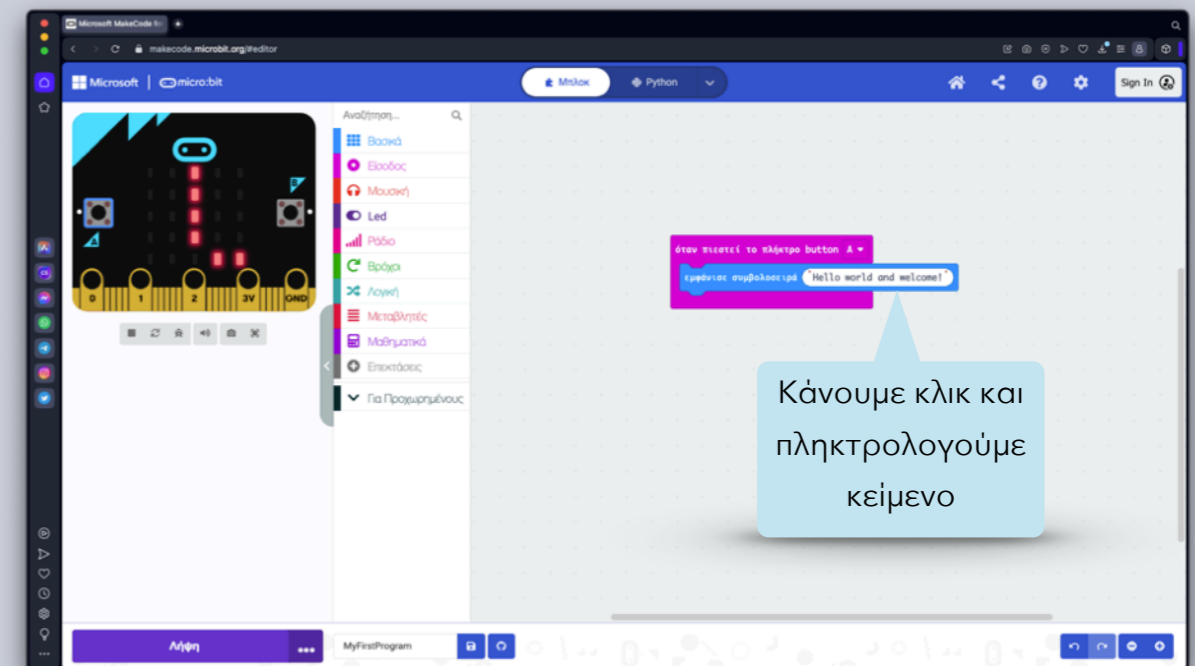 Microsoft MakeCode for
makecode.microbit.org/#editor
Microsoft | micro:bit
Μπλοκ
Python
Sign In
Αναζήτηση...
Βασικά
Είσοδος
Μουσική
Led
Ράδιο
Βρόχοι
Λογική
Μεταβλητές
Μαθηματικά
Επεκτάσεις
Για Προχωρημένους
A
B
0 1 2 3V GND
όταν πιεστεί το πλήκτρο button A
εμφάνισε συμβολοσειρά "Hello world and welcome!"
Κάνουμε κλικ και
πληκτρολογούμε
κείμενο
Λήψη
MyFirstProgram